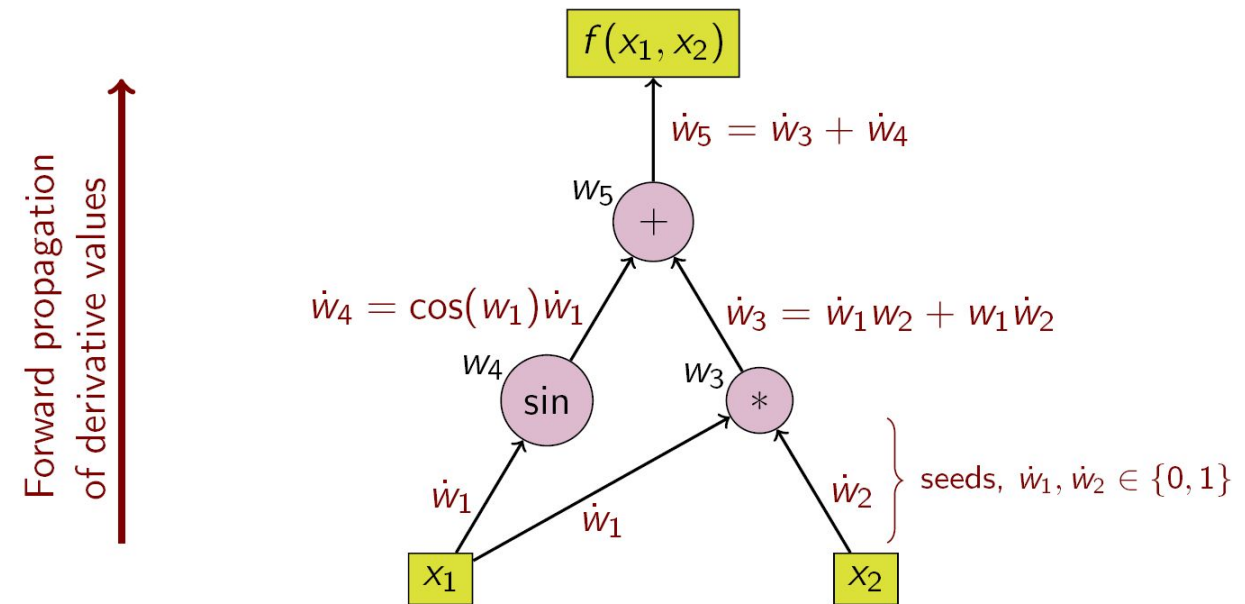 f(x₁, x₂)
ẇ₅ = ẇ₃ + ẇ₄
w₅
+
Forward propagation
of derivative values
ẇ₄ = cos(w₁)ẇ₁
ẇ₃ = ẇ₁w₂ + w₁ẇ₂
w₄
sin
w₃
*
ẇ₁
ẇ₁
ẇ₂
seeds, ẇ₁, ẇ₂ ∈ {0, 1}
x₁
x₂